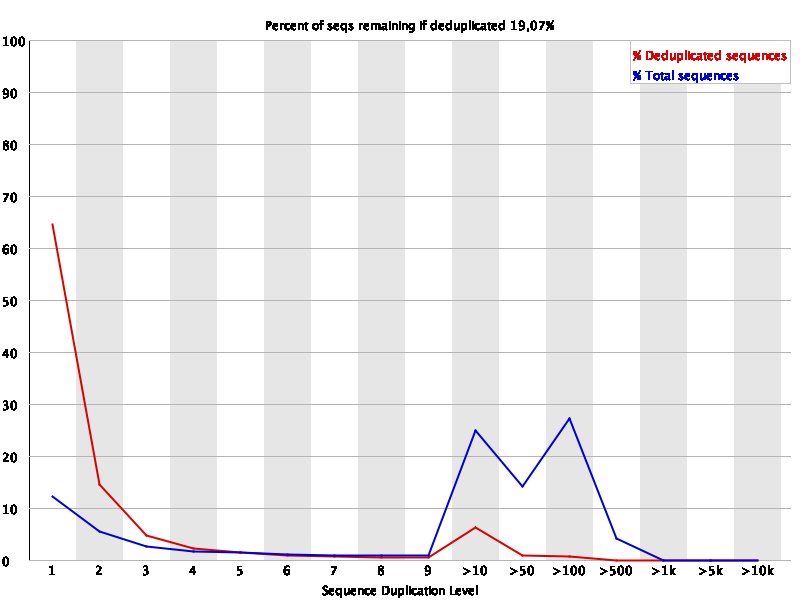 Percent of seqs remaining if deduplicated 19,07%
% Deduplicated sequences
% Total sequences
100
90
80
70
60
50
40
30
20
10
0
1 2 3 4 5 6 7 8 9 >10 >50 >100 >500 >1k >5k >10k
Sequence Duplication Level